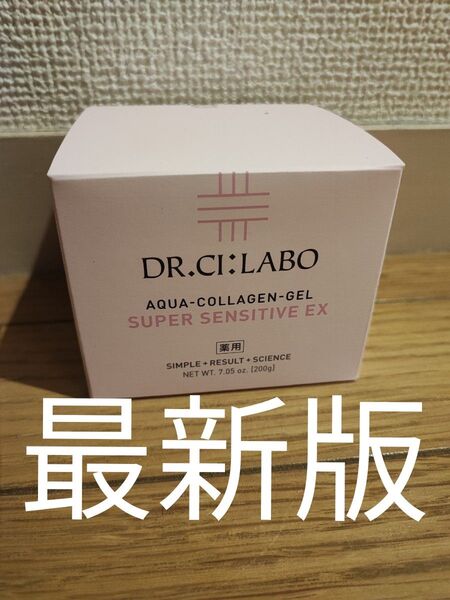 DR.CI:LABO
AQUA-COLLAGEN-GEL
SUPER SENSITIVE EX
薬用
SIMPLE+RESULT+SCIENCE
NET WT. 7.05 oz. [200g]
最新版